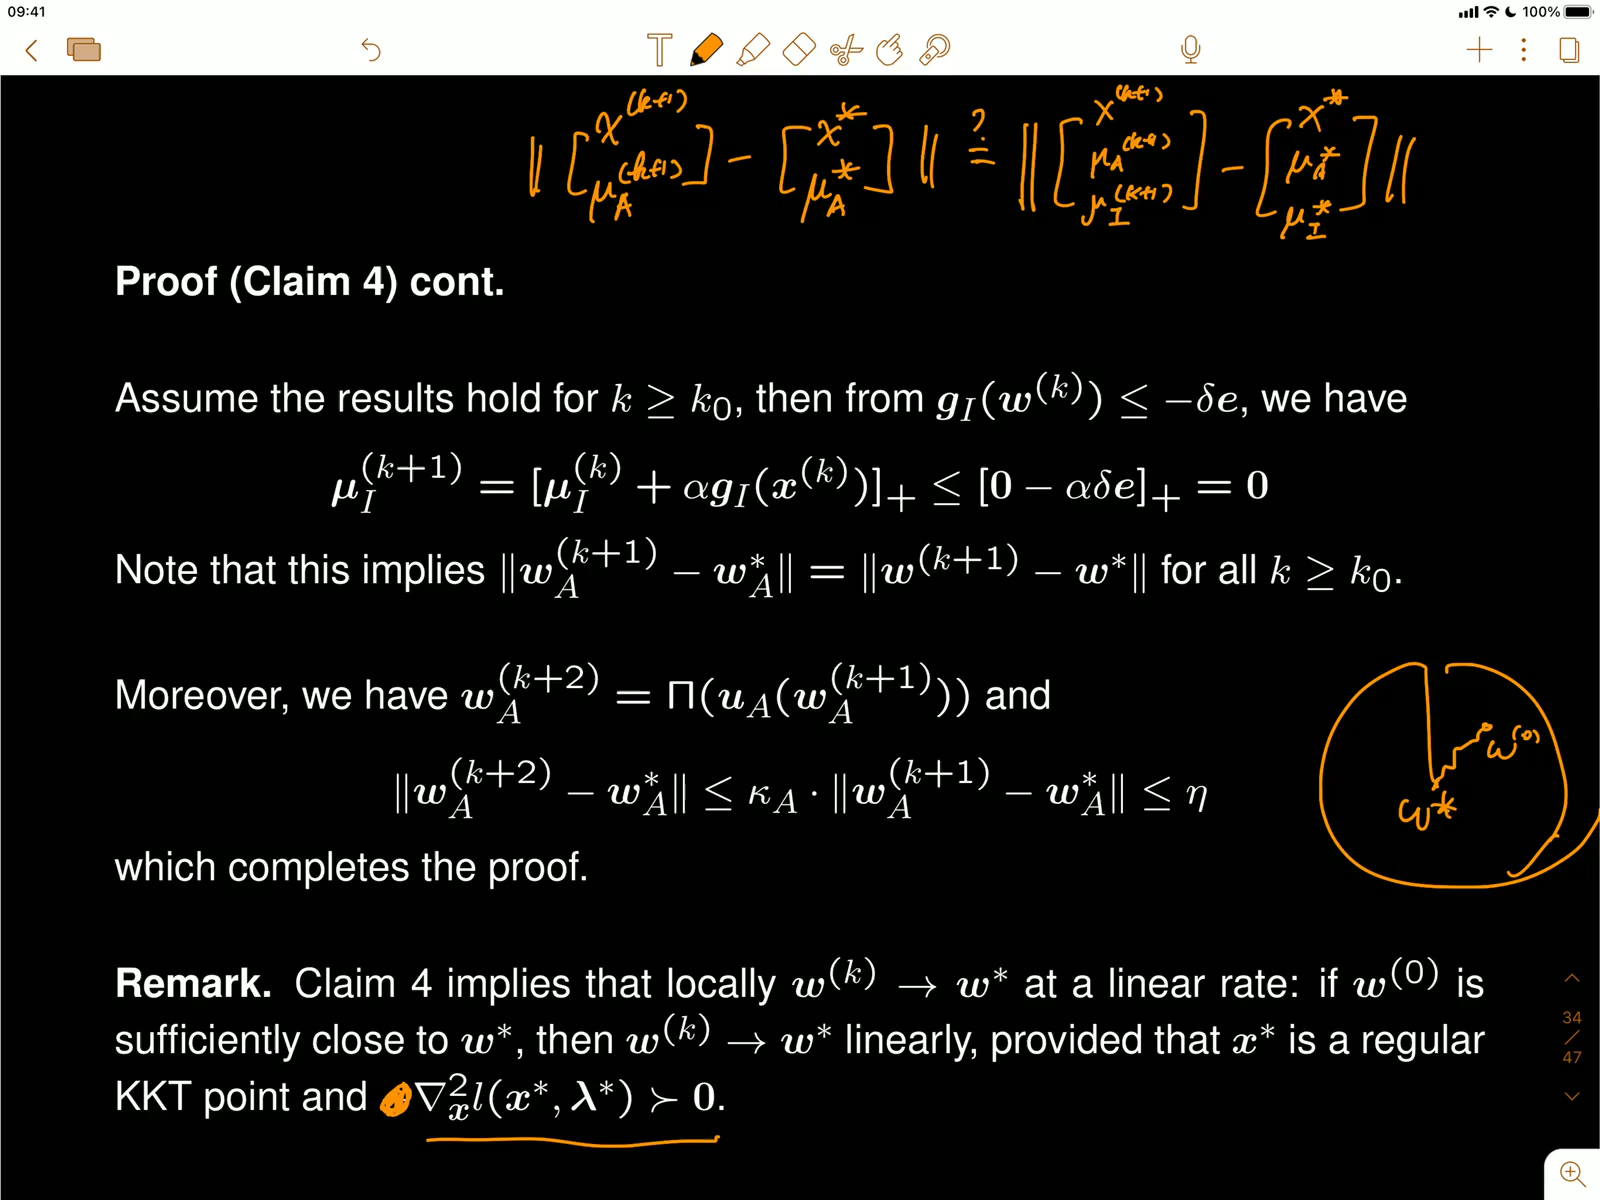 09:41
100%
‖ [x^(k+1) μ_A^(k+1)] − [x* μ_A*] ‖ =? ‖ [x^(k+1) μ_A^(k+1) μ_I^(k+1)] − [x* μ_A* μ_I*] ‖
Proof (Claim 4) cont.
Assume the results hold for k ≥ k₀, then from g_I(w^(k)) ≤ −δe, we have
μ_I^(k+1) = [μ_I^(k) + αg_I(x^(k))]₊ ≤ [0 − αδe]₊ = 0
Note that this implies ‖w_A^(k+1) − w_A*‖ = ‖w^(k+1) − w*‖ for all k ≥ k₀.
Moreover, we have w_A^(k+2) = Π(u_A(w_A^(k+1))) and
‖w_A^(k+2) − w_A*‖ ≤ κ_A · ‖w_A^(k+1) − w_A*‖ ≤ η
w^(0)
w*
which completes the proof.
Remark. Claim 4 implies that locally w^(k) → w* at a linear rate: if w^(0) is
sufficiently close to w*, then w^(k) → w* linearly, provided that x* is a regular
KKT point and ∇²_x l(x*, λ*) ≻ 0.
34
/
47